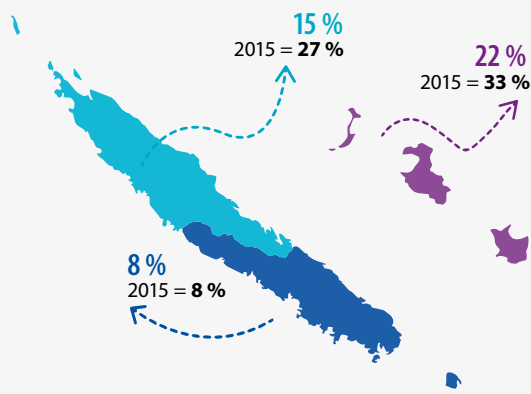 15 %
2015 = 27 %
22 %
2015 = 33 %
8 %
2015 = 8 %